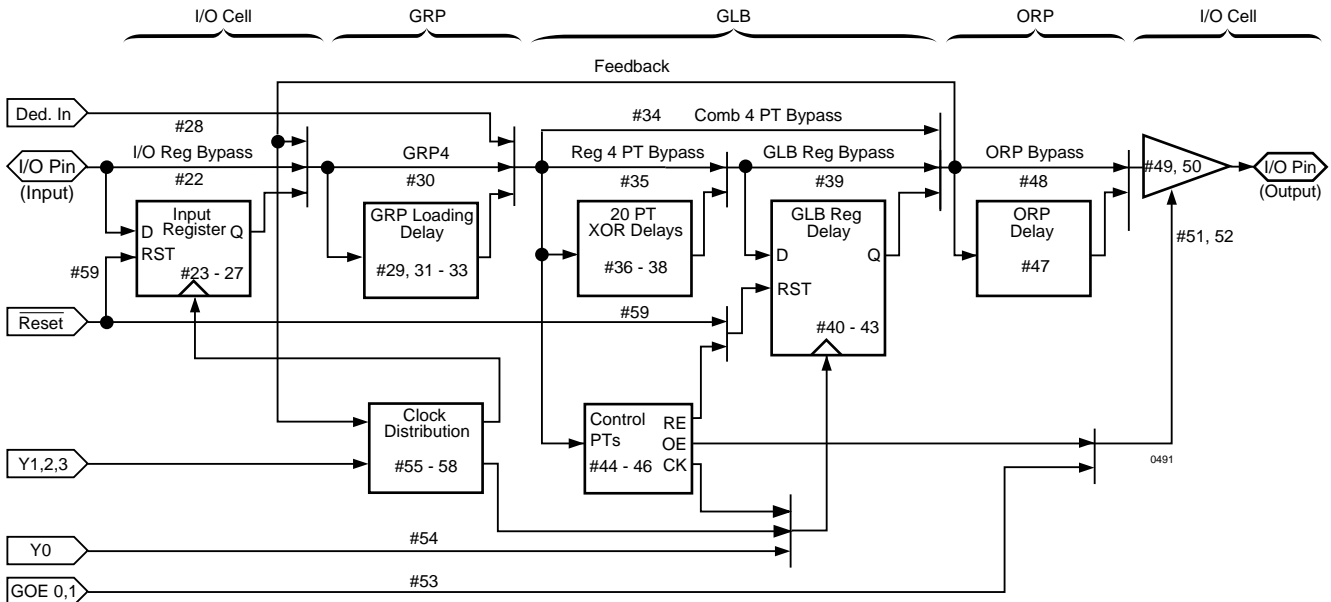 I/O Cell
GRP
GLB
ORP
I/O Cell
Feedback
Ded. In
#28
#34
Comb 4 PT Bypass
I/O Pin
(Input)
I/O Reg Bypass
#22
GRP4
#30
Reg 4 PT Bypass
#35
GLB Reg Bypass
#39
ORP Bypass
#48
#49, 50
I/O Pin
(Output)
Input
Register
D
Q
RST
#23 - 27
GRP Loading
Delay
#29, 31 - 33
20 PT
XOR Delays
#36 - 38
GLB Reg
Delay
D
Q
RST
#40 - 43
ORP
Delay
#47
#51, 52
#59
Reset
#59
Clock
Distribution
#55 - 58
Control
PTs
#44 - 46
RE
OE
CK
0491
Y1,2,3
Y0
#54
GOE 0,1
#53